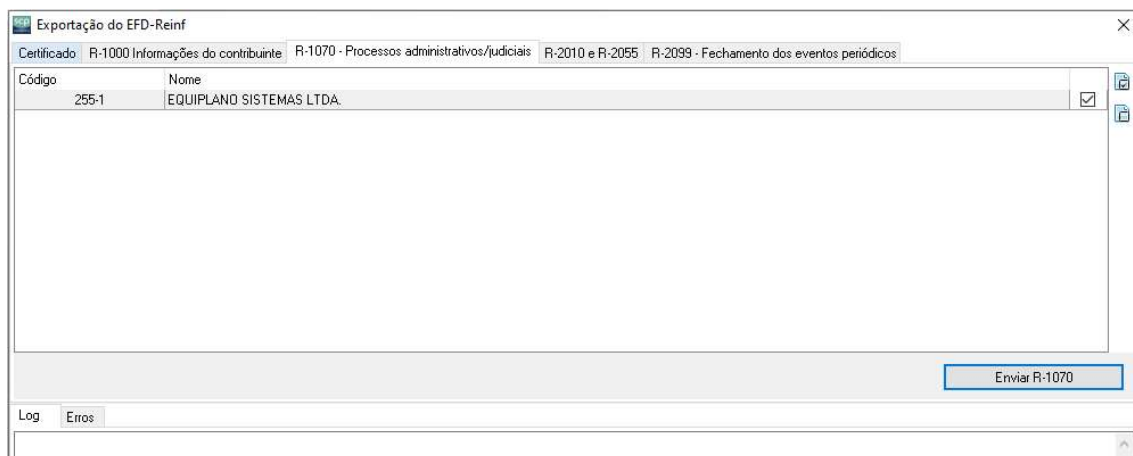 scp Exportação do EFD-Reinf
Certificado R-1000 Informações do contribuinte R-1070 - Processos administrativos/judiciais R-2010 e R-2055 R-2099 - Fechamento dos eventos periódicos
Código Nome
255-1 EQUIPLANO SISTEMAS LTDA.
Enviar R-1070
Log Erros